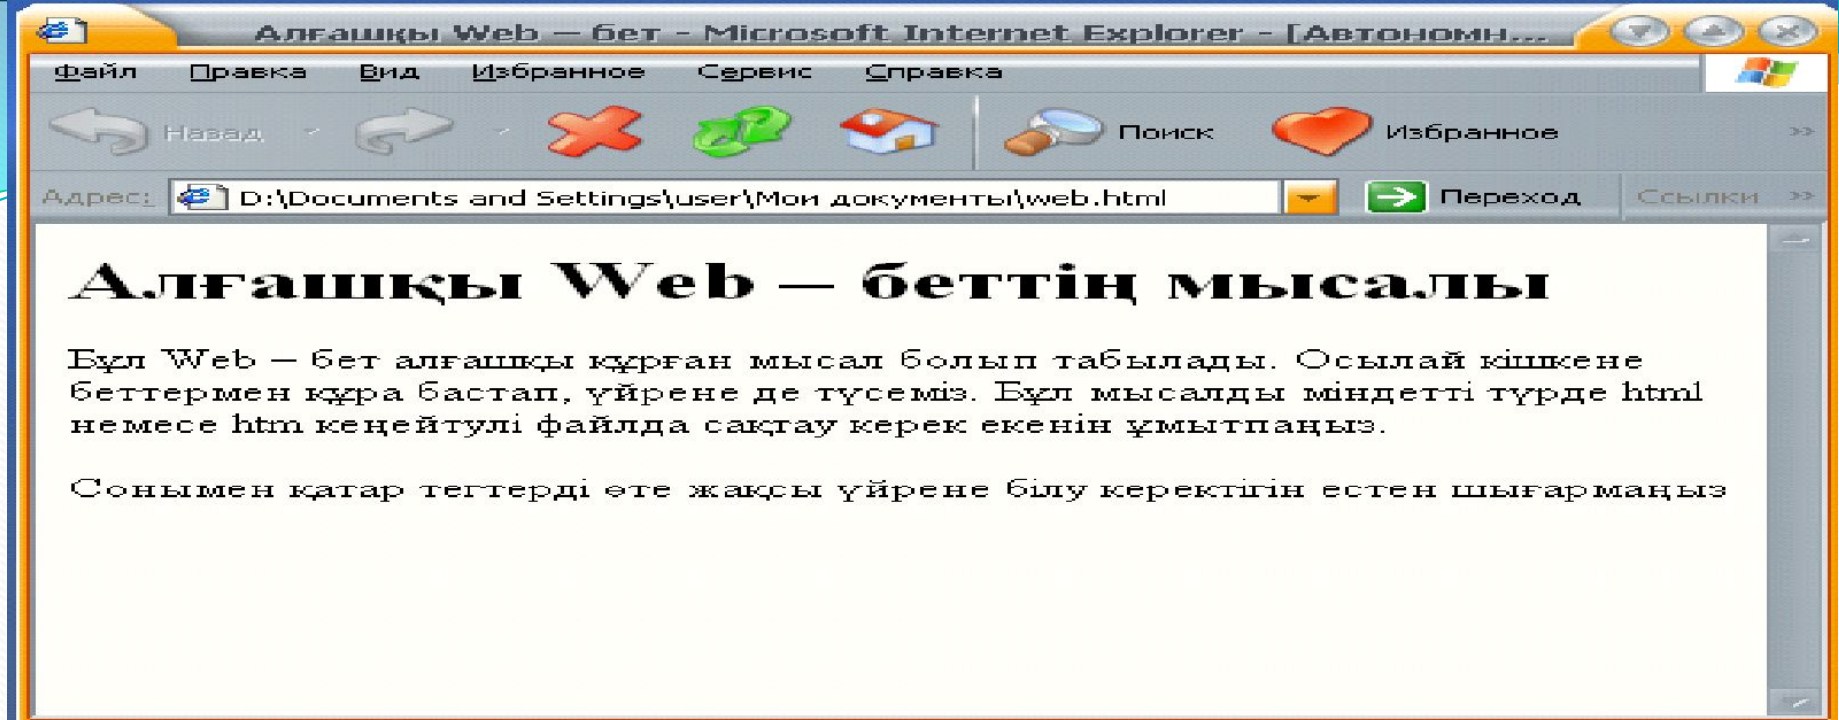 Алғашқы Web – бет - Microsoft Internet Explorer - [Автономн...
Файл Правка Вид Избранное Сервис Справка
Назад Поиск Избранное
Адрес: D:\Documents and Settings\user\Мои документы\web.html Переход Ссылки
Алғашқы Web – беттің мысалы
Бұл Web – бет алғашқы құрған мысал болып табылады. Осылай кішкене
беттермен құра бастап, үйрене де түсеміз. Бұл мысалды міндетті түрде html
немесе htm кеңейтулі файлда сақтау керек екенін ұмытпаңыз.
Сонымен қатар тегтерді өте жақсы үйрене білу керектігін естен шығармаңыз